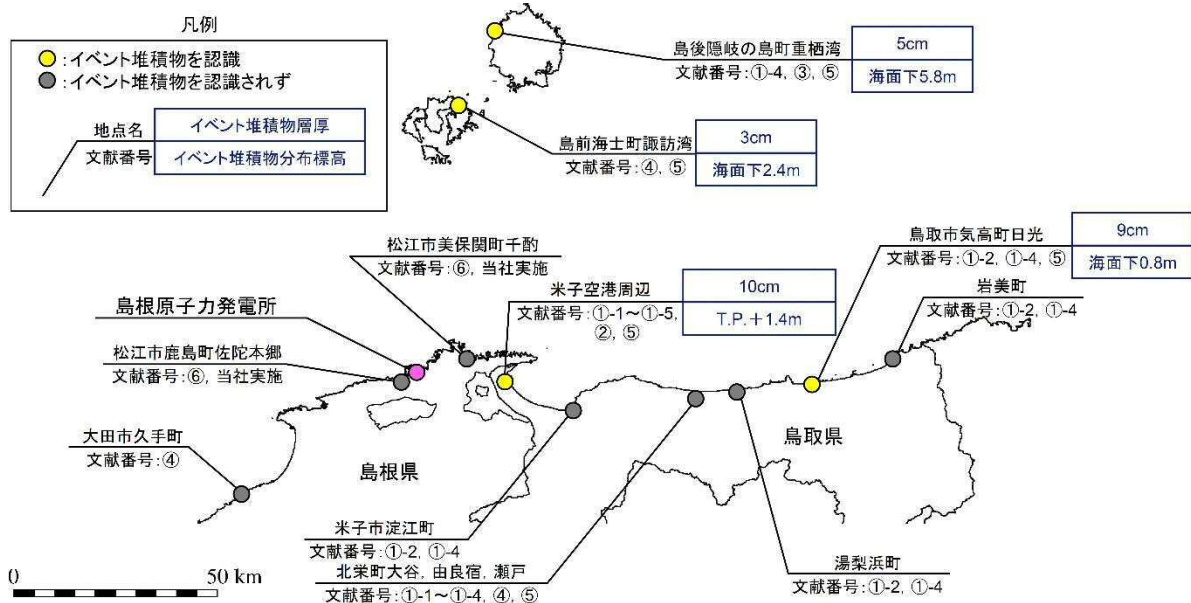 凡例
:イベント堆積物を認識
:イベント堆積物を認識されず
地点名
文献番号
イベント堆積物層厚
イベント堆積物分布標高
島後隠岐の島町重栖湾
文献番号:①-4, ③, ⑤
5cm
海面下5.8m
島前海士町諏訪湾
文献番号:④, ⑤
3cm
海面下2.4m
松江市美保関町千酌
文献番号:⑥, 当社実施
島根原子力発電所
松江市鹿島町佐陀本郷
文献番号:⑥, 当社実施
大田市久手町
文献番号:④
米子空港周辺
文献番号:①-1～①-5,
②, ⑤
10cm
T.P.+1.4m
鳥取市気高町日光
文献番号:①-2, ①-4, ⑤
9cm
海面下0.8m
岩美町
文献番号:①-2, ①-4
島根県
鳥取県
米子市淀江町
文献番号:①-2, ①-4
北栄町大谷, 由良宿, 瀬戸
文献番号:①-1～①-4, ④, ⑤
湯梨浜町
文献番号:①-2, ①-4
0
50 km